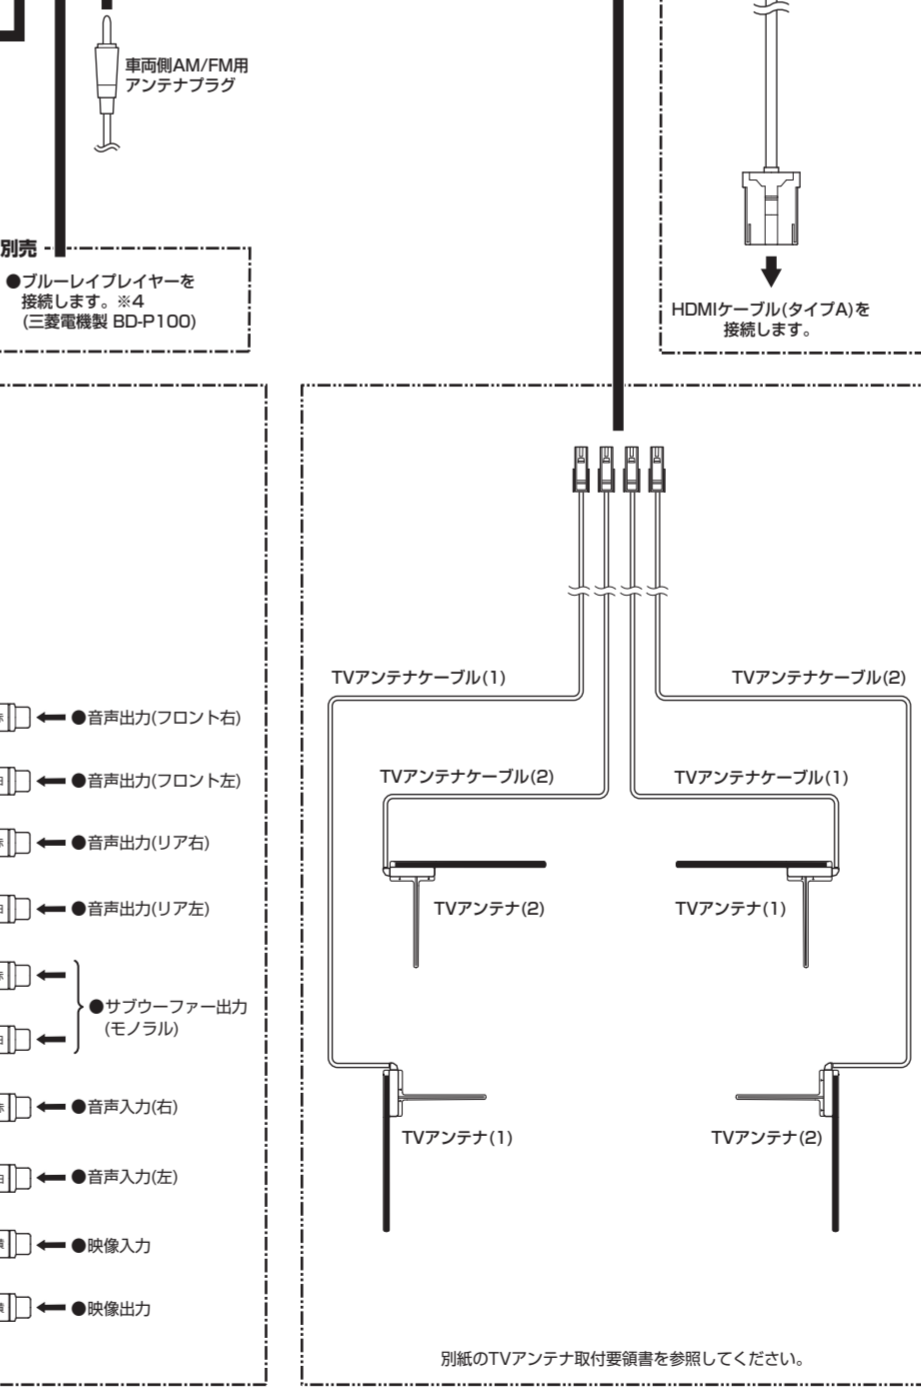 車両側AM/FM用
アンテナプラグ
別売
●ブルーレイプレイヤーを
接続します。※4
(三菱電機製 BD-P100)
HDMIケーブル(タイプA)を
接続します。
TVアンテナケーブル(1)
TVアンテナケーブル(2)
TVアンテナケーブル(2)
TVアンテナケーブル(1)
TVアンテナ(2)
TVアンテナ(1)
TVアンテナ(1)
TVアンテナ(2)
別紙のTVアンテナ取付要領書を参照してください。
●音声出力(フロント右)
●音声出力(フロント左)
●音声出力(リア右)
●音声出力(リア左)
●サブウーファー出力
(モノラル)
●音声入力(右)
●音声入力(左)
●映像入力
●映像出力